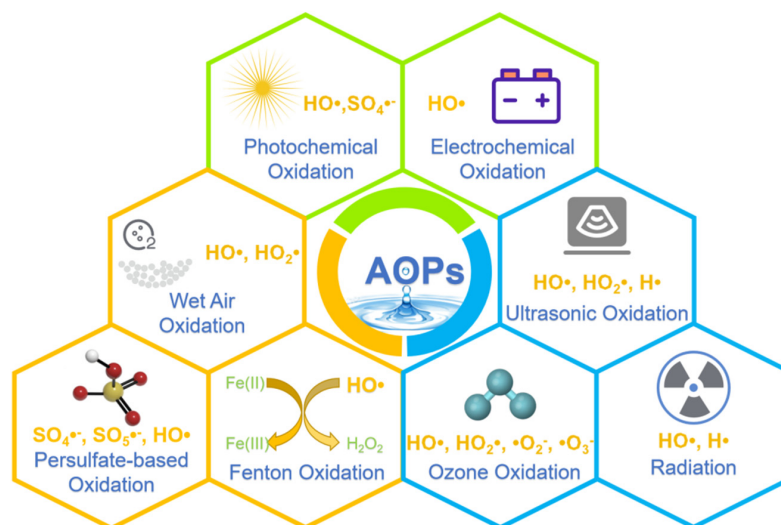 HO•,SO₄•⁻
Photochemical
Oxidation
HO•
− +
Electrochemical
Oxidation
O₂
HO•, HO₂•
Wet Air
Oxidation
AOPs
HO•, HO₂•, H•
Ultrasonic Oxidation
SO₄•⁻, SO₅•⁻, HO•
Persulfate-based
Oxidation
Fe(II)
HO•
Fe(III)
H₂O₂
Fenton Oxidation
HO•, HO₂•, •O₂⁻, •O₃⁻
Ozone Oxidation
HO•, H•
Radiation